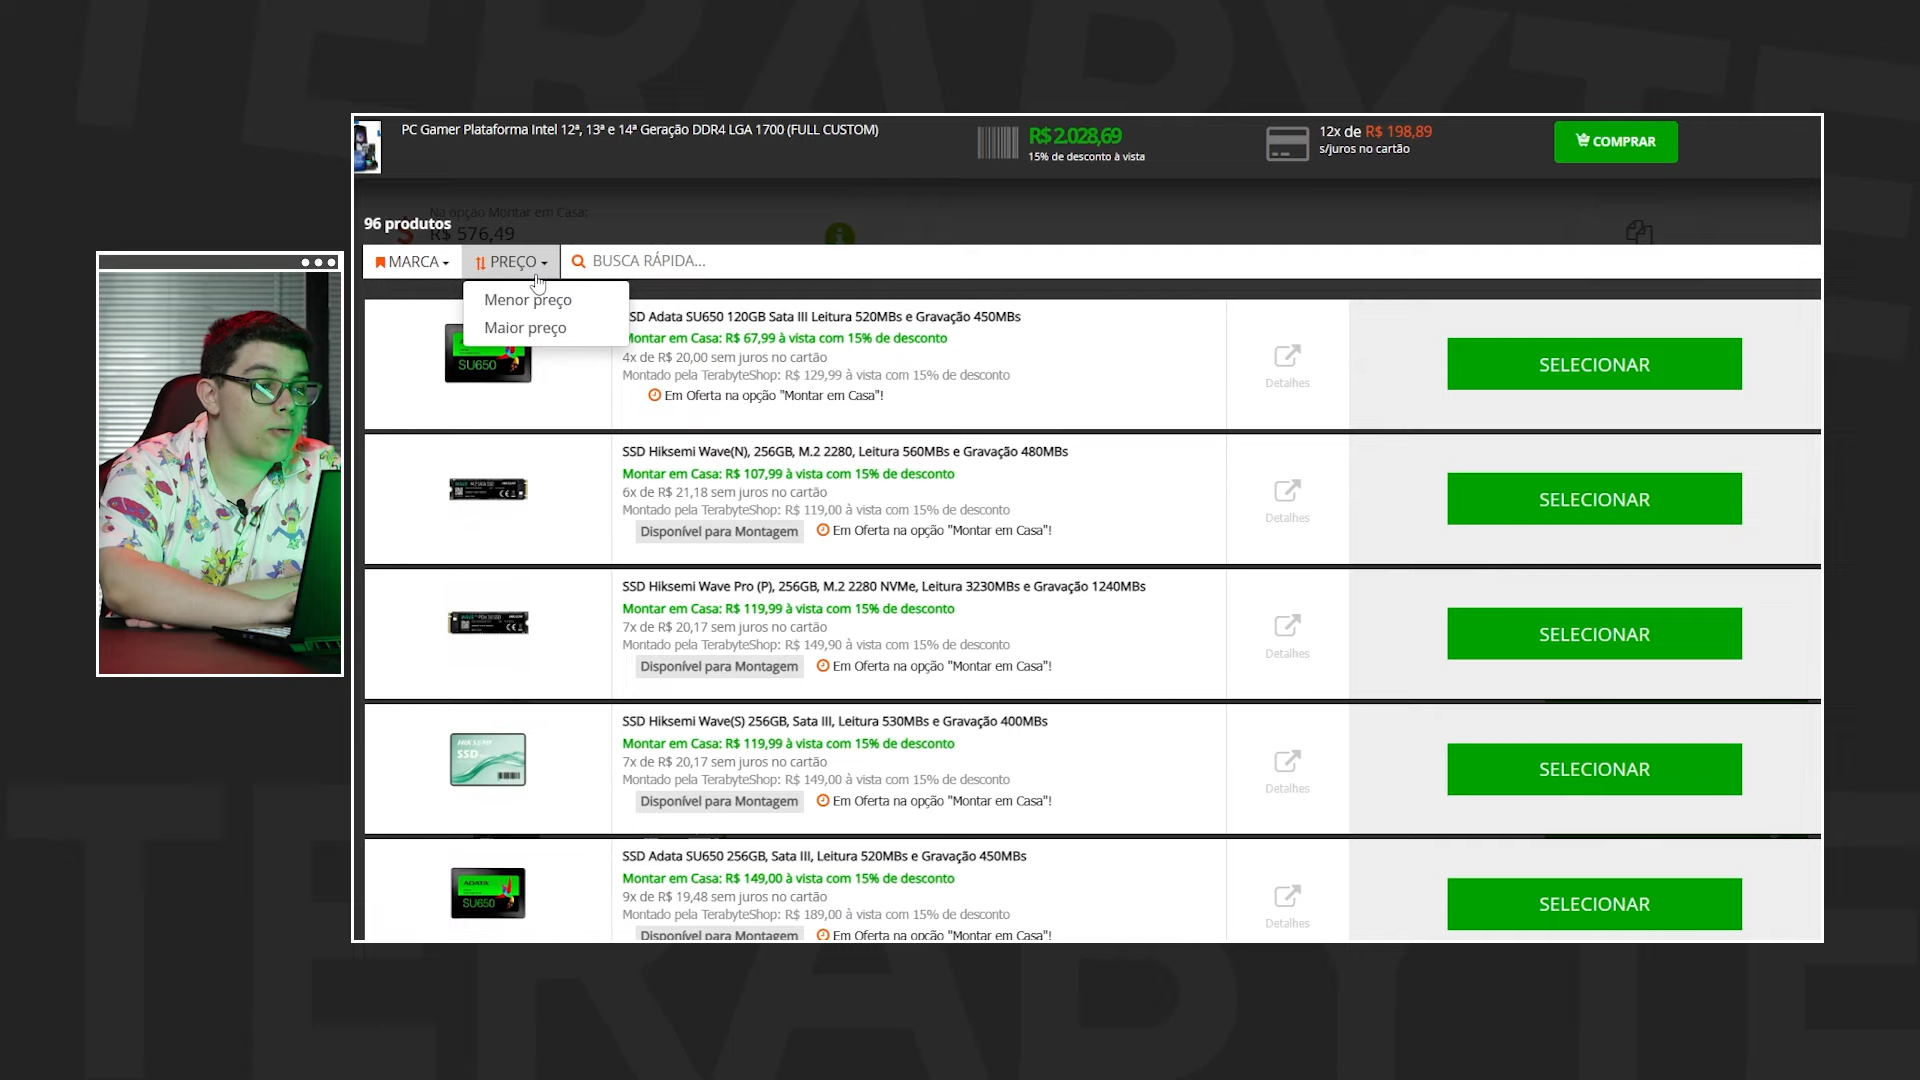 TERABYTE
PC Gamer Plataforma Intel 12ª, 13ª e 14ª Geração DDR4 LGA 1700 (FULL CUSTOM)
R$ 2.028,69
15% de desconto à vista
12x de R$ 198,89
s/juros no cartão
COMPRAR
Na opção Montar em Casa:
R$ 576,49
96 produtos
MARCA
PREÇO
BUSCA RÁPIDA...
Menor preço
Maior preço
SU650
SD Adata SU650 120GB Sata III Leitura 520MBs e Gravação 450MBs
Montar em Casa: R$ 67,99 à vista com 15% de desconto
4x de R$ 20,00 sem juros no cartão
Montado pela TerabyteShop: R$ 129,99 à vista com 15% de desconto
Em Oferta na opção "Montar em Casa"!
Detalhes
SELECIONAR
SSD Hiksemi Wave(N), 256GB, M.2 2280, Leitura 560MBs e Gravação 480MBs
Montar em Casa: R$ 107,99 à vista com 15% de desconto
6x de R$ 21,18 sem juros no cartão
Montado pela TerabyteShop: R$ 119,00 à vista com 15% de desconto
Disponível para Montagem
Em Oferta na opção "Montar em Casa"!
Detalhes
SELECIONAR
SSD Hiksemi Wave Pro (P), 256GB, M.2 2280 NVMe, Leitura 3230MBs e Gravação 1240MBs
Montar em Casa: R$ 119,99 à vista com 15% de desconto
7x de R$ 20,17 sem juros no cartão
Montado pela TerabyteShop: R$ 149,90 à vista com 15% de desconto
Disponível para Montagem
Em Oferta na opção "Montar em Casa"!
Detalhes
SELECIONAR
HIKSEMI
SSD
SSD Hiksemi Wave(S) 256GB, Sata III, Leitura 530MBs e Gravação 400MBs
Montar em Casa: R$ 119,99 à vista com 15% de desconto
7x de R$ 20,17 sem juros no cartão
Montado pela TerabyteShop: R$ 149,00 à vista com 15% de desconto
Disponível para Montagem
Em Oferta na opção "Montar em Casa"!
Detalhes
SELECIONAR
ADATA
SU650
SSD Adata SU650 256GB, Sata III, Leitura 520MBs e Gravação 450MBs
Montar em Casa: R$ 149,00 à vista com 15% de desconto
9x de R$ 19,48 sem juros no cartão
Montado pela TerabyteShop: R$ 189,00 à vista com 15% de desconto
Disponível para Montagem
Em Oferta na opção "Montar em Casa"!
Detalhes
SELECIONAR
TERABYTE